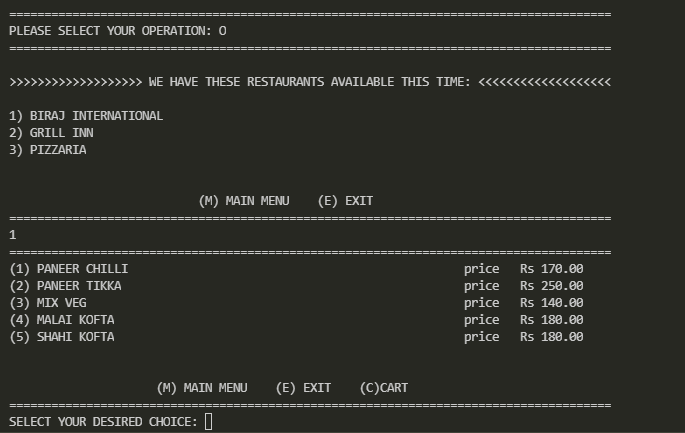 ======================================================================================
PLEASE SELECT YOUR OPERATION: O
======================================================================================
>>>>>>>>>>>>>>>>>>> WE HAVE THESE RESTAURANTS AVAILABLE THIS TIME: <<<<<<<<<<<<<<<<<<<
1) BIRAJ INTERNATIONAL
2) GRILL INN
3) PIZZARIA
(M) MAIN MENU    (E) EXIT
======================================================================================
1
======================================================================================
(1) PANEER CHILLI                                                price   Rs 170.00
(2) PANEER TIKKA                                                 price   Rs 250.00
(3) MIX VEG                                                      price   Rs 140.00
(4) MALAI KOFTA                                                  price   Rs 180.00
(5) SHAHI KOFTA                                                  price   Rs 180.00
(M) MAIN MENU    (E) EXIT    (C)CART
======================================================================================
SELECT YOUR DESIRED CHOICE: